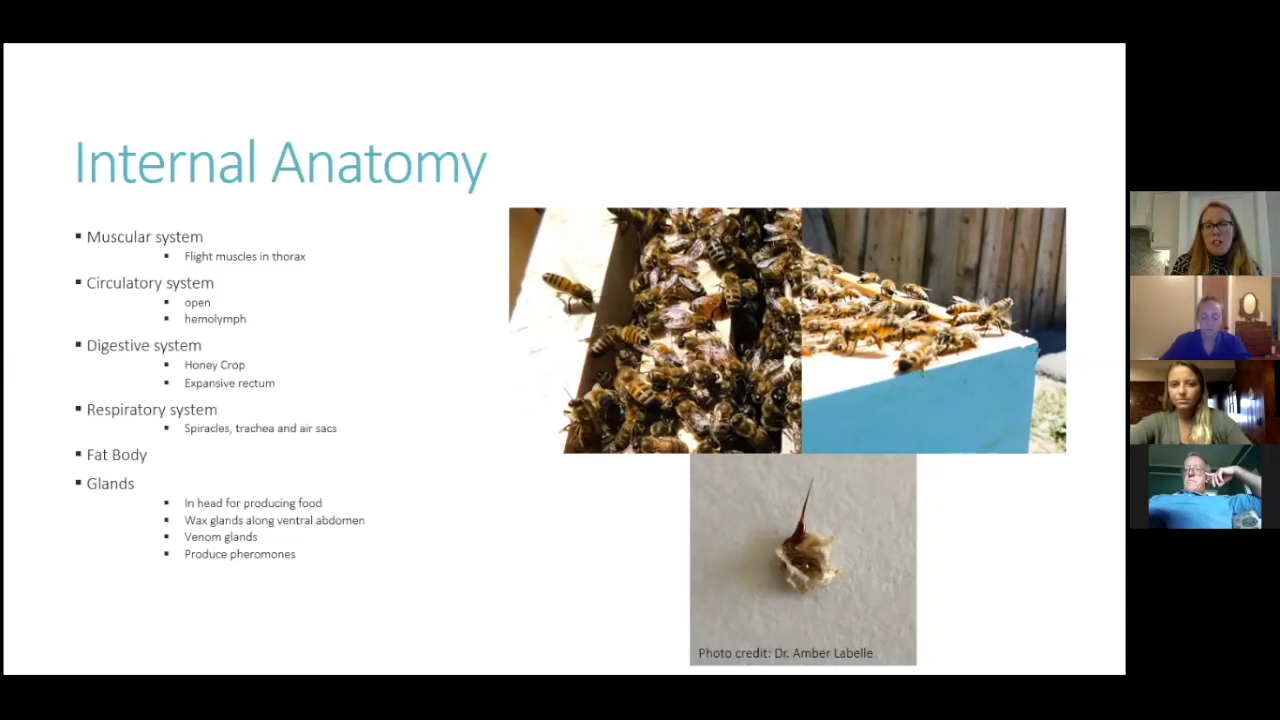 Internal Anatomy
▪ Muscular system
▪ Flight muscles in thorax
▪ Circulatory system
▪ open
▪ hemolymph
▪ Digestive system
▪ Honey Crop
▪ Expansive rectum
▪ Respiratory system
▪ Spiracles, trachea and air sacs
▪ Fat Body
▪ Glands
▪ In head for producing food
▪ Wax glands along ventral abdomen
▪ Venom glands
▪ Produce pheromones
Photo credit: Dr. Amber Labelle